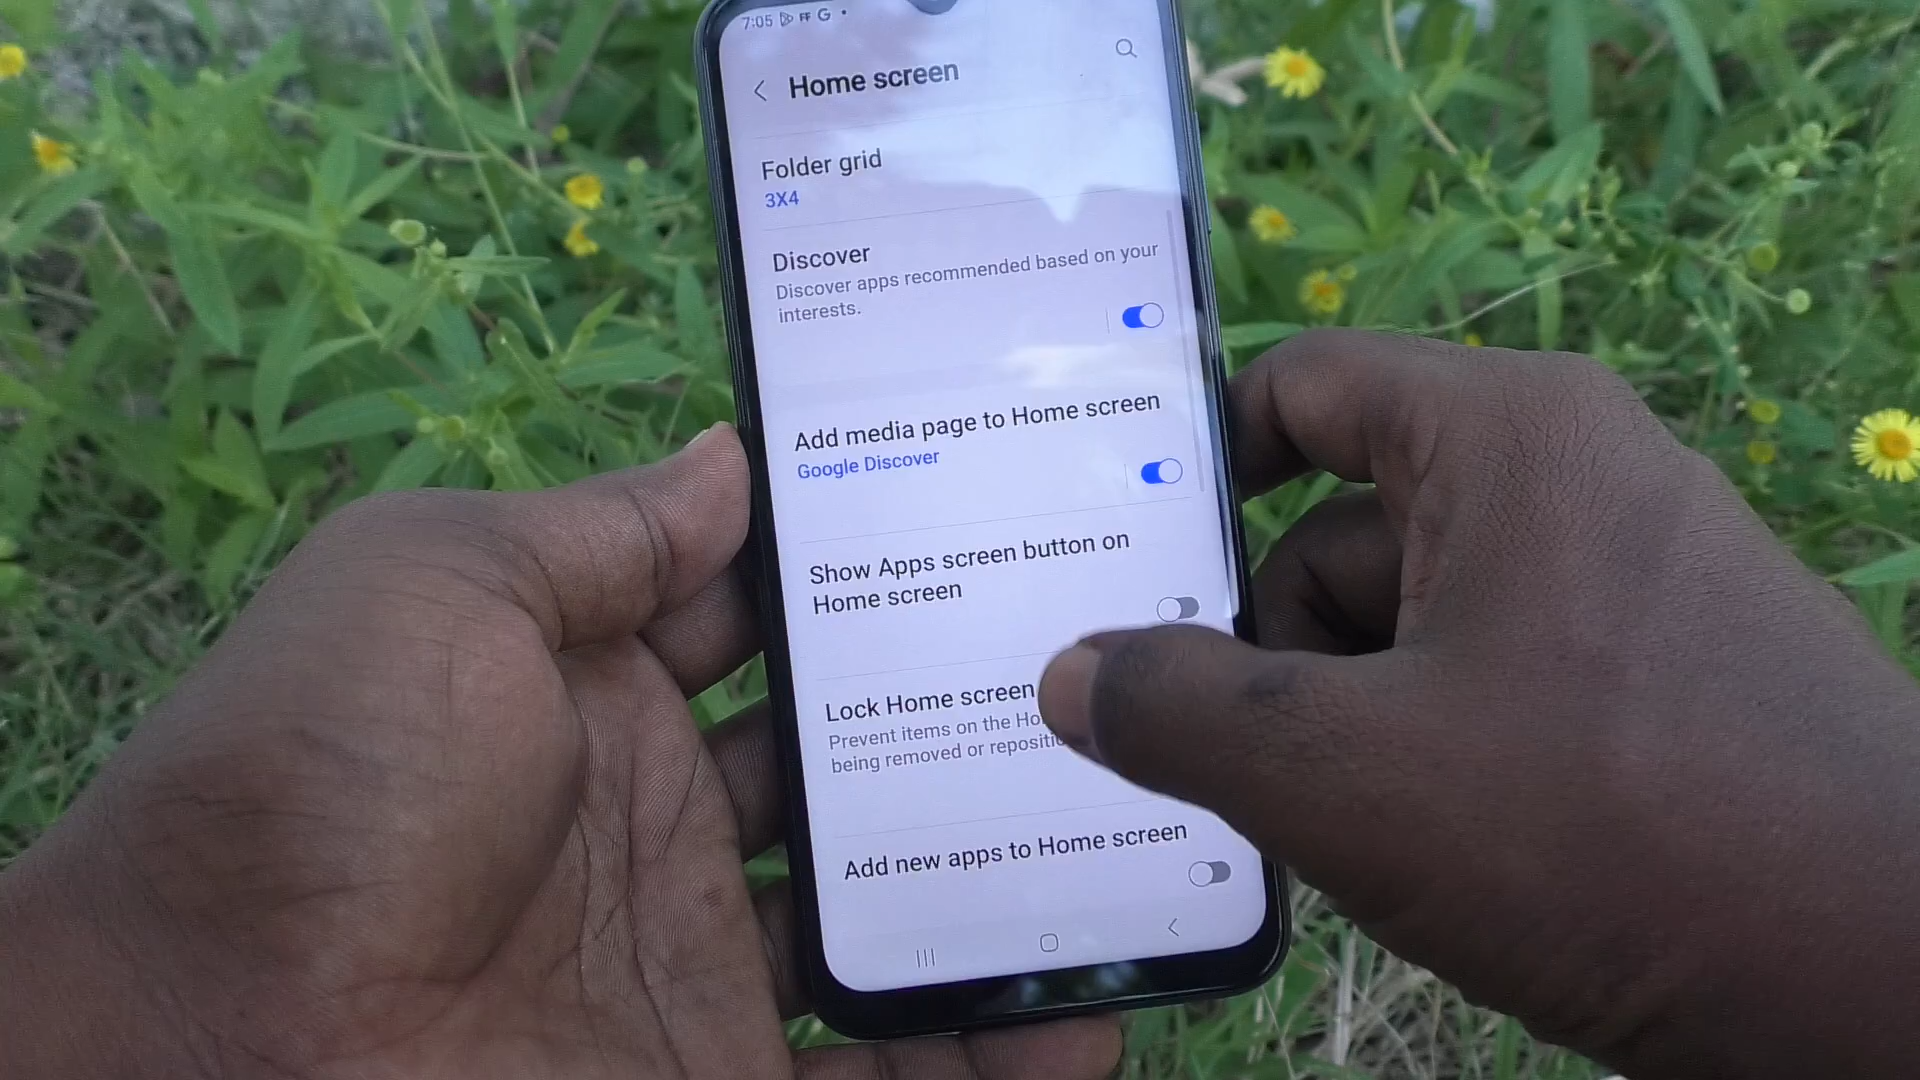 7:05 FF G
Home screen
Folder grid
3X4
Discover
Discover apps recommended based on your
interests.
Add media page to Home screen
Google Discover
Show Apps screen button on
Home screen
Lock Home screen
Prevent items on the
being removed or
Add new apps to Home screen